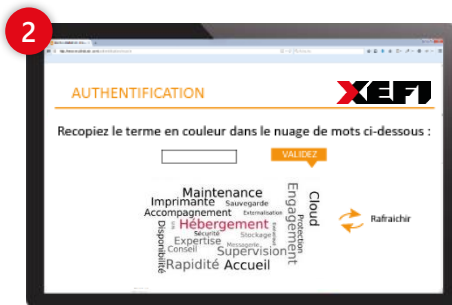 2
AUTHENTIFICATION
XEFI
Recopiez le terme en couleur dans le nuage de mots ci-dessous :
VALIDEZ
Maintenance
Imprimante Sauvegarde
Accompagnement Externalisation
Hébergement
Sécurité Stockage
Expertise Messagerie
Conseil Supervision
Rapidité Accueil
Disponibilité
Engagement
Protection
Cloud
Rafraichir